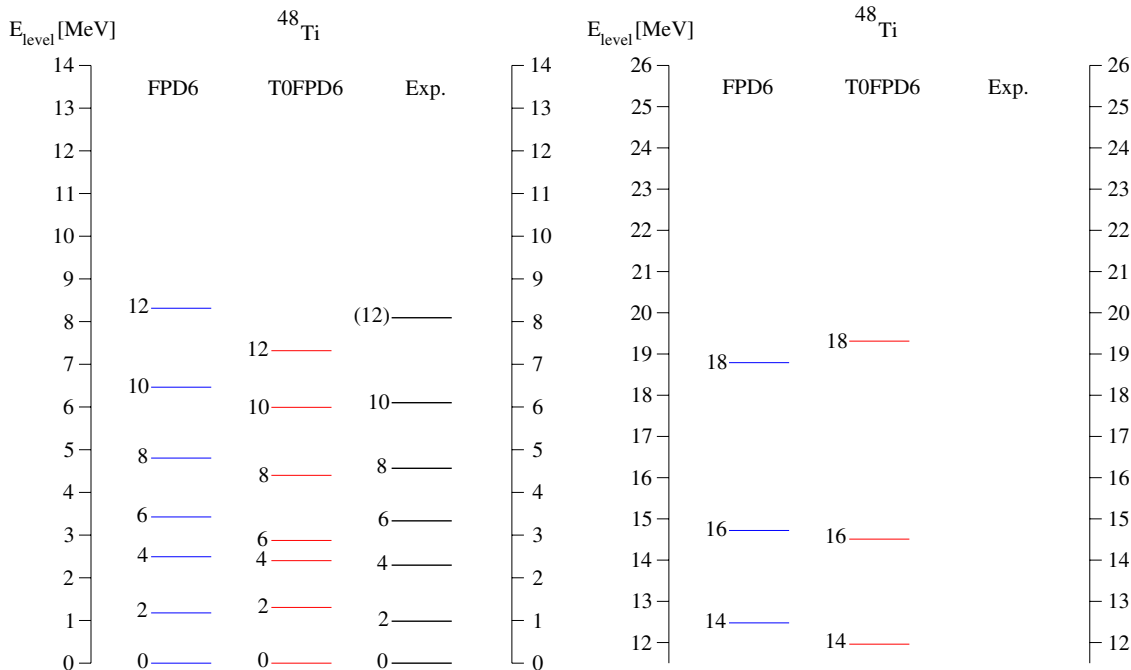 48Ti
E_level [MeV]
FPD6 T0FPD6 Exp.
14 14
13 13
12 12
11 11
10 10
9 9
12
8 (12) 8
7 12 7
10
6 10 10 6
5 5
8 8 8
4 4
6 6
3 6 3
4 4 4
2 2
2 2 2
1 1
0 0 0 0 0
48Ti
E_level [MeV]
26 26
FPD6 T0FPD6 Exp.
25 25
24 24
23 23
22 22
21 21
20 20
18
19 18 19
18 18
17 17
16 16
15 15
16 16
14 14
13 13
14
12 14 12